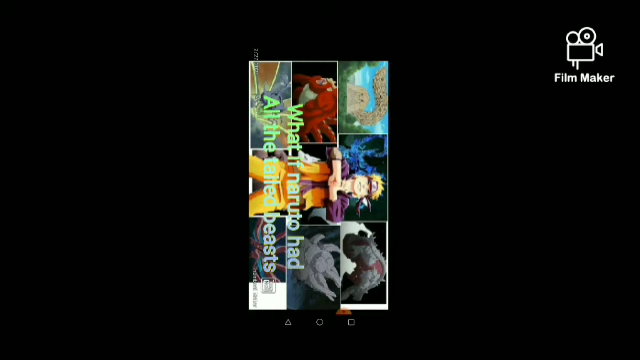 Film Maker
What if naruto had
All the tailed beasts